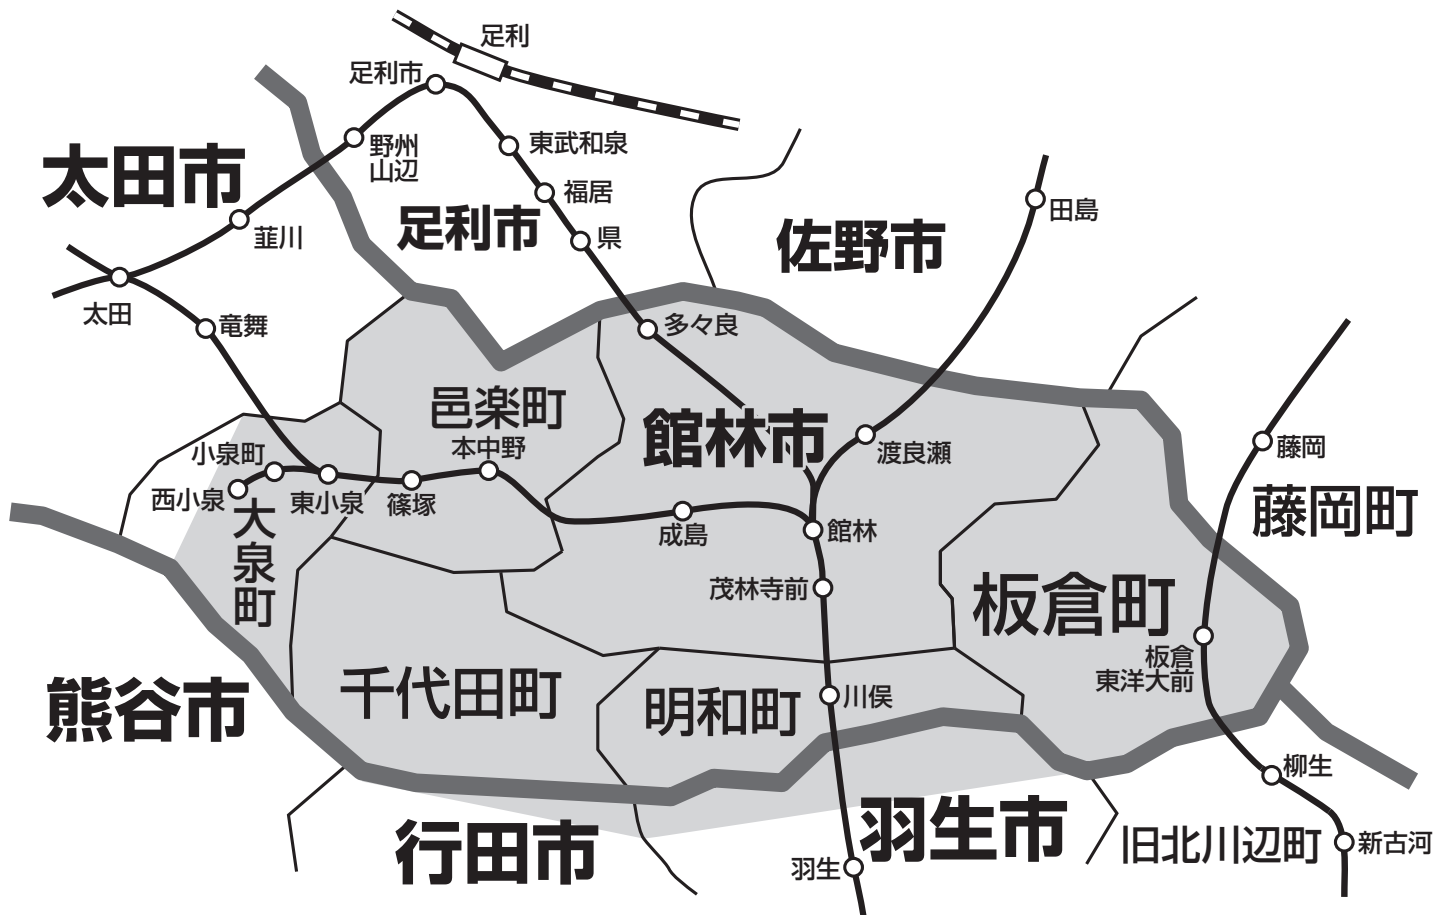 足利
足利市
野州
山辺
東武和泉
太田市
福居
足利市
田島
韮川
県
佐野市
太田
竜舞
多々良
邑楽町
館林市
本中野
渡良瀬
藤岡
小泉町
西小泉
東小泉
篠塚
藤岡町
大
泉
町
成島
館林
茂林寺前
板倉町
板倉
東洋大前
千代田町
熊谷市
明和町
川俣
柳生
行田市
羽生市
旧北川辺町
新古河
羽生